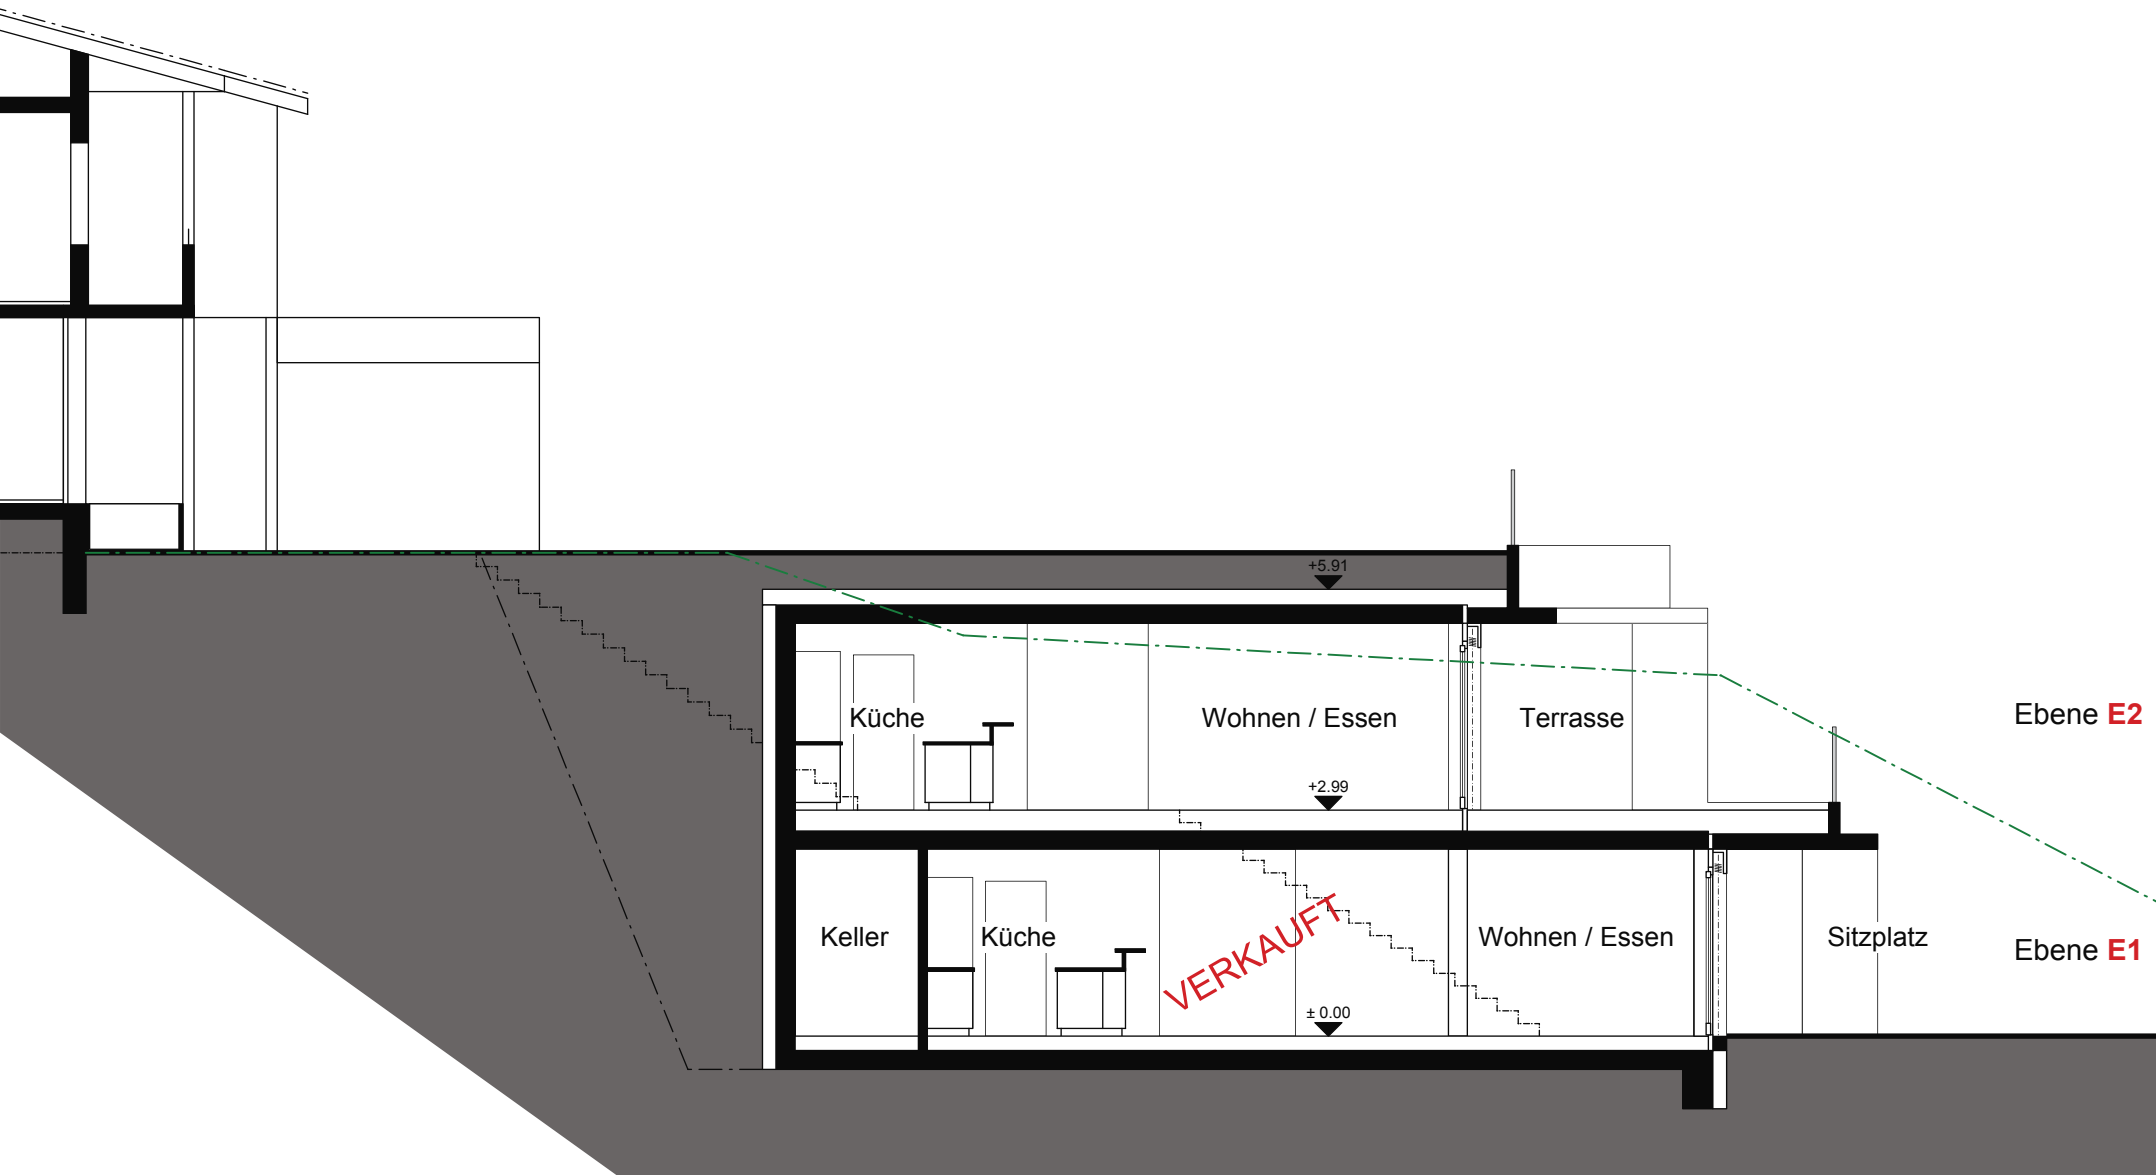 +5.91
Küche
Wohnen / Essen
Terrasse
Ebene E2
+2.99
Keller
Küche
VERKAUFT
Wohnen / Essen
Sitzplatz
Ebene E1
± 0.00